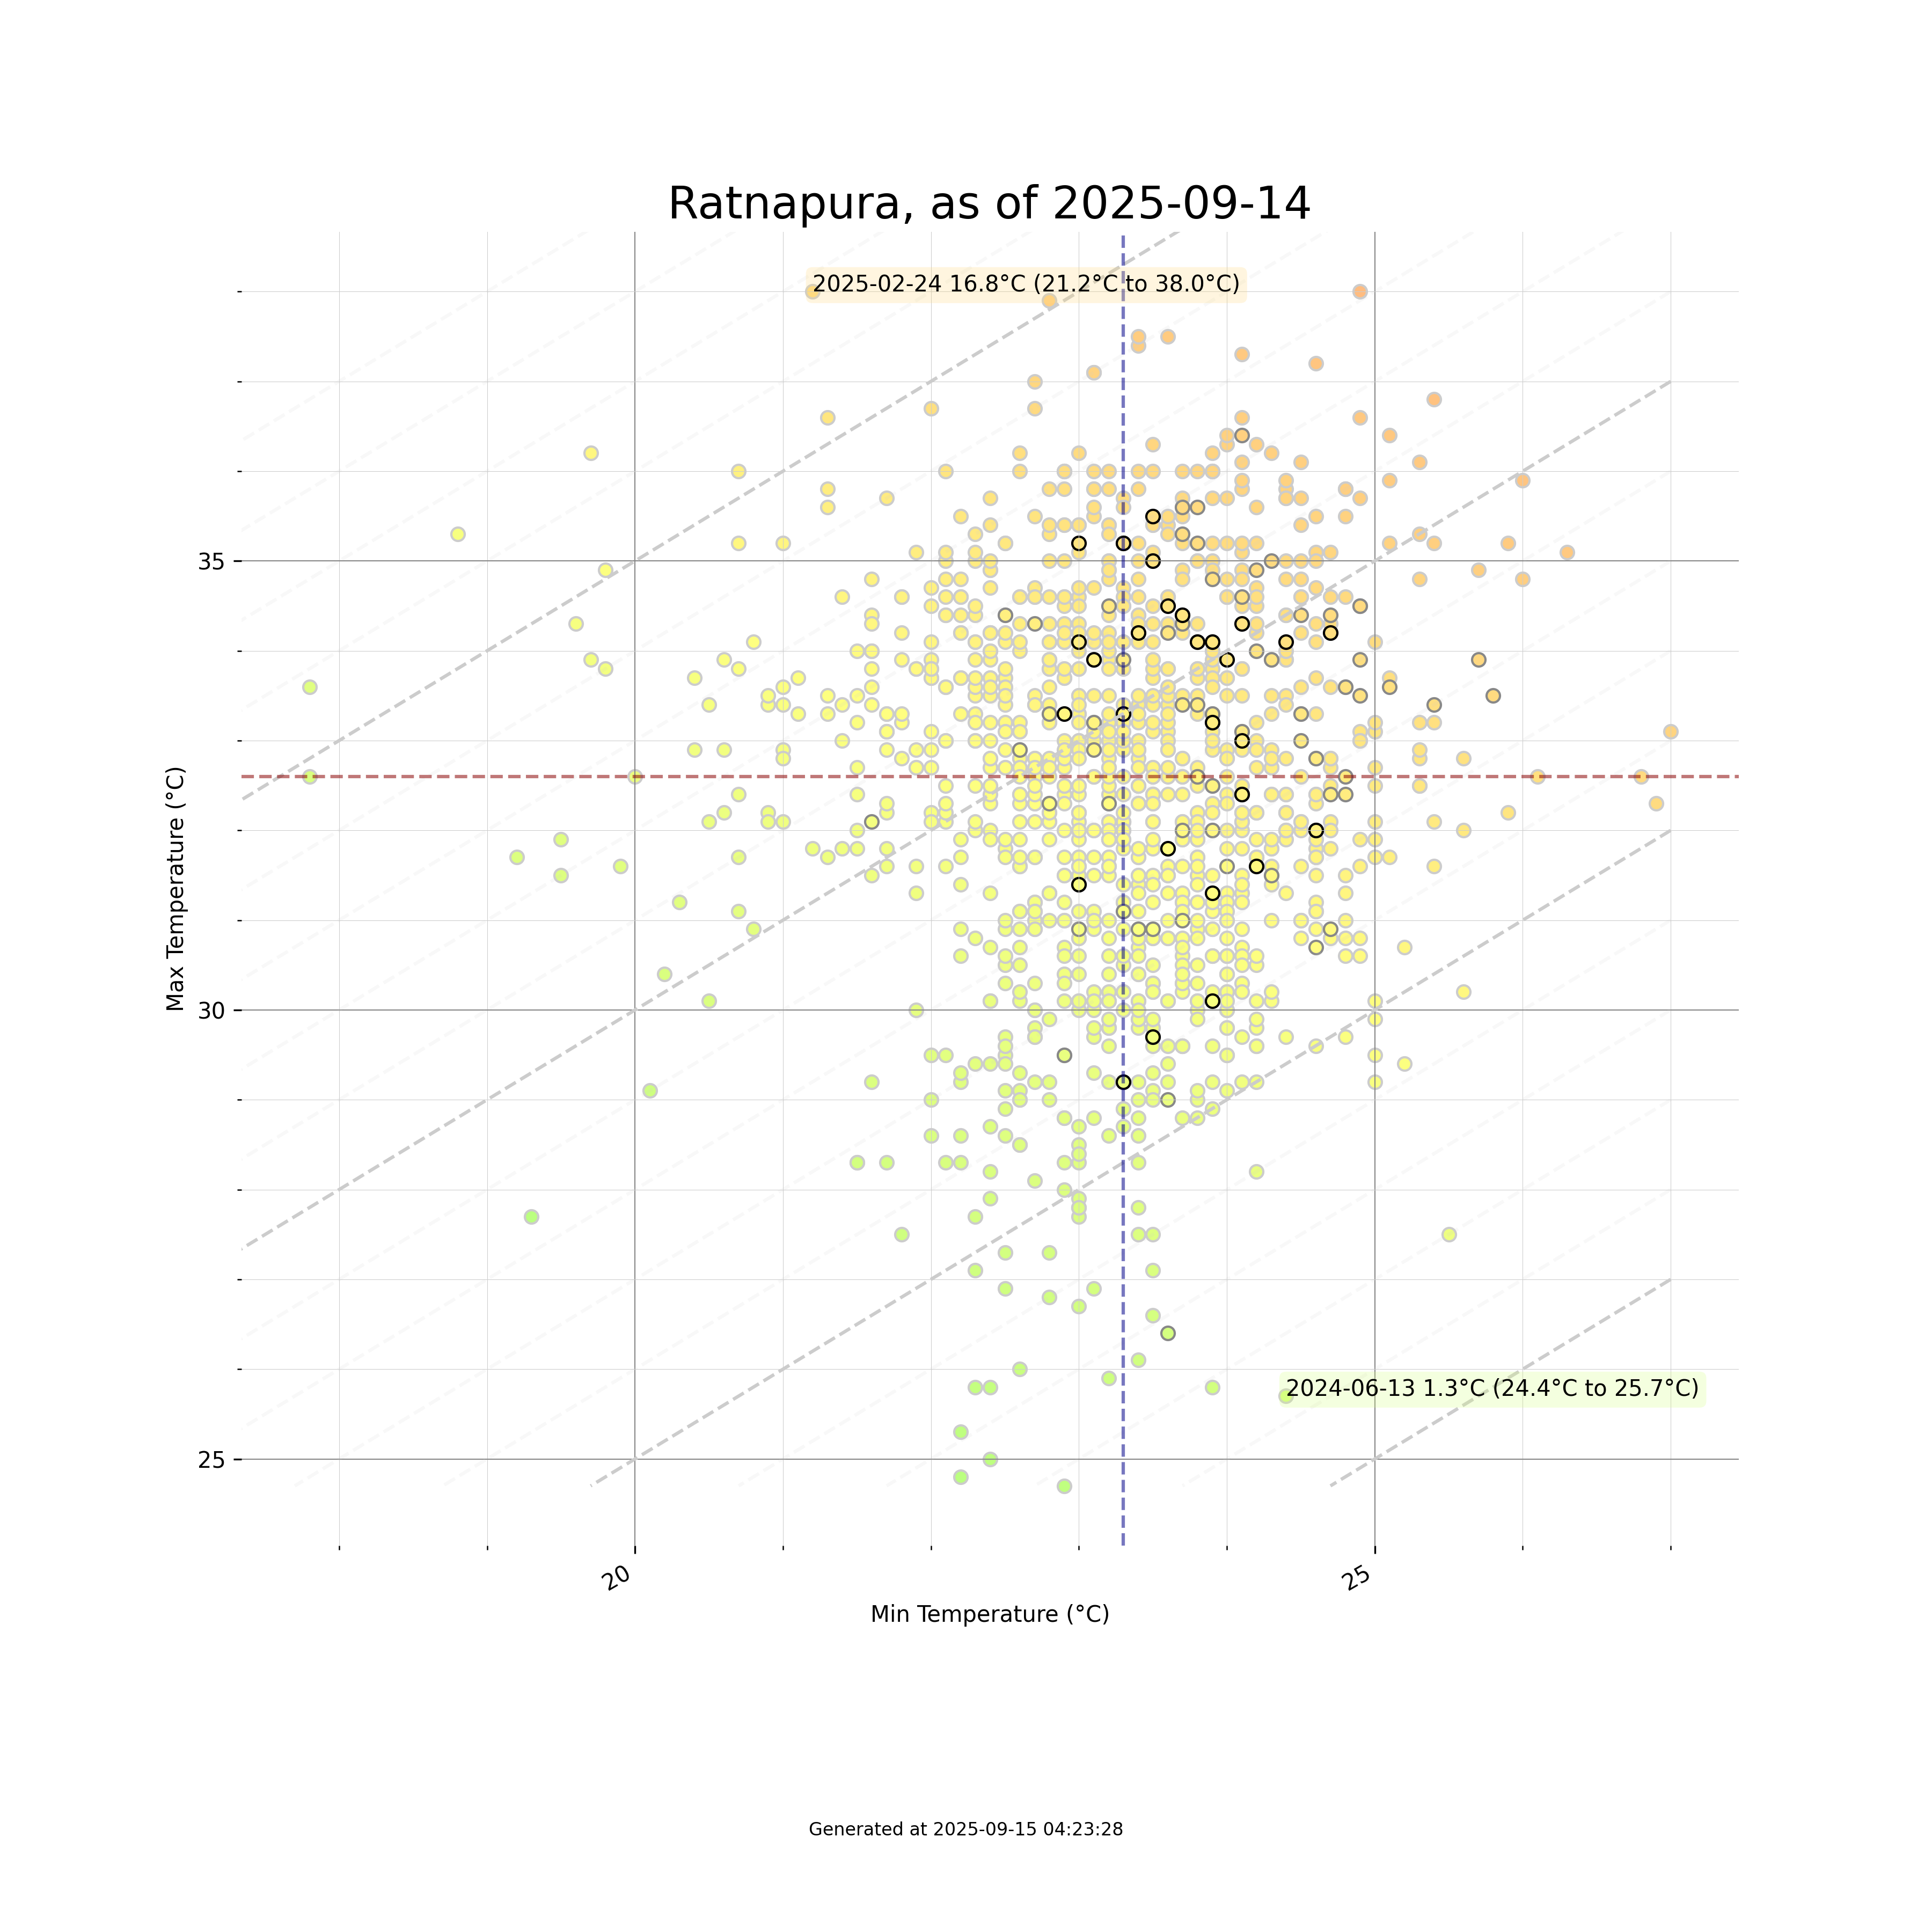 Ratnapura, as of 2025-09-14
2025-02-24 16.8°C (21.2°C to 38.0°C)
35
Max Temperature (°C)
30
2024-06-13 1.3°C (24.4°C to 25.7°C)
25
20
25
Min Temperature (°C)
Generated at 2025-09-15 04:23:28